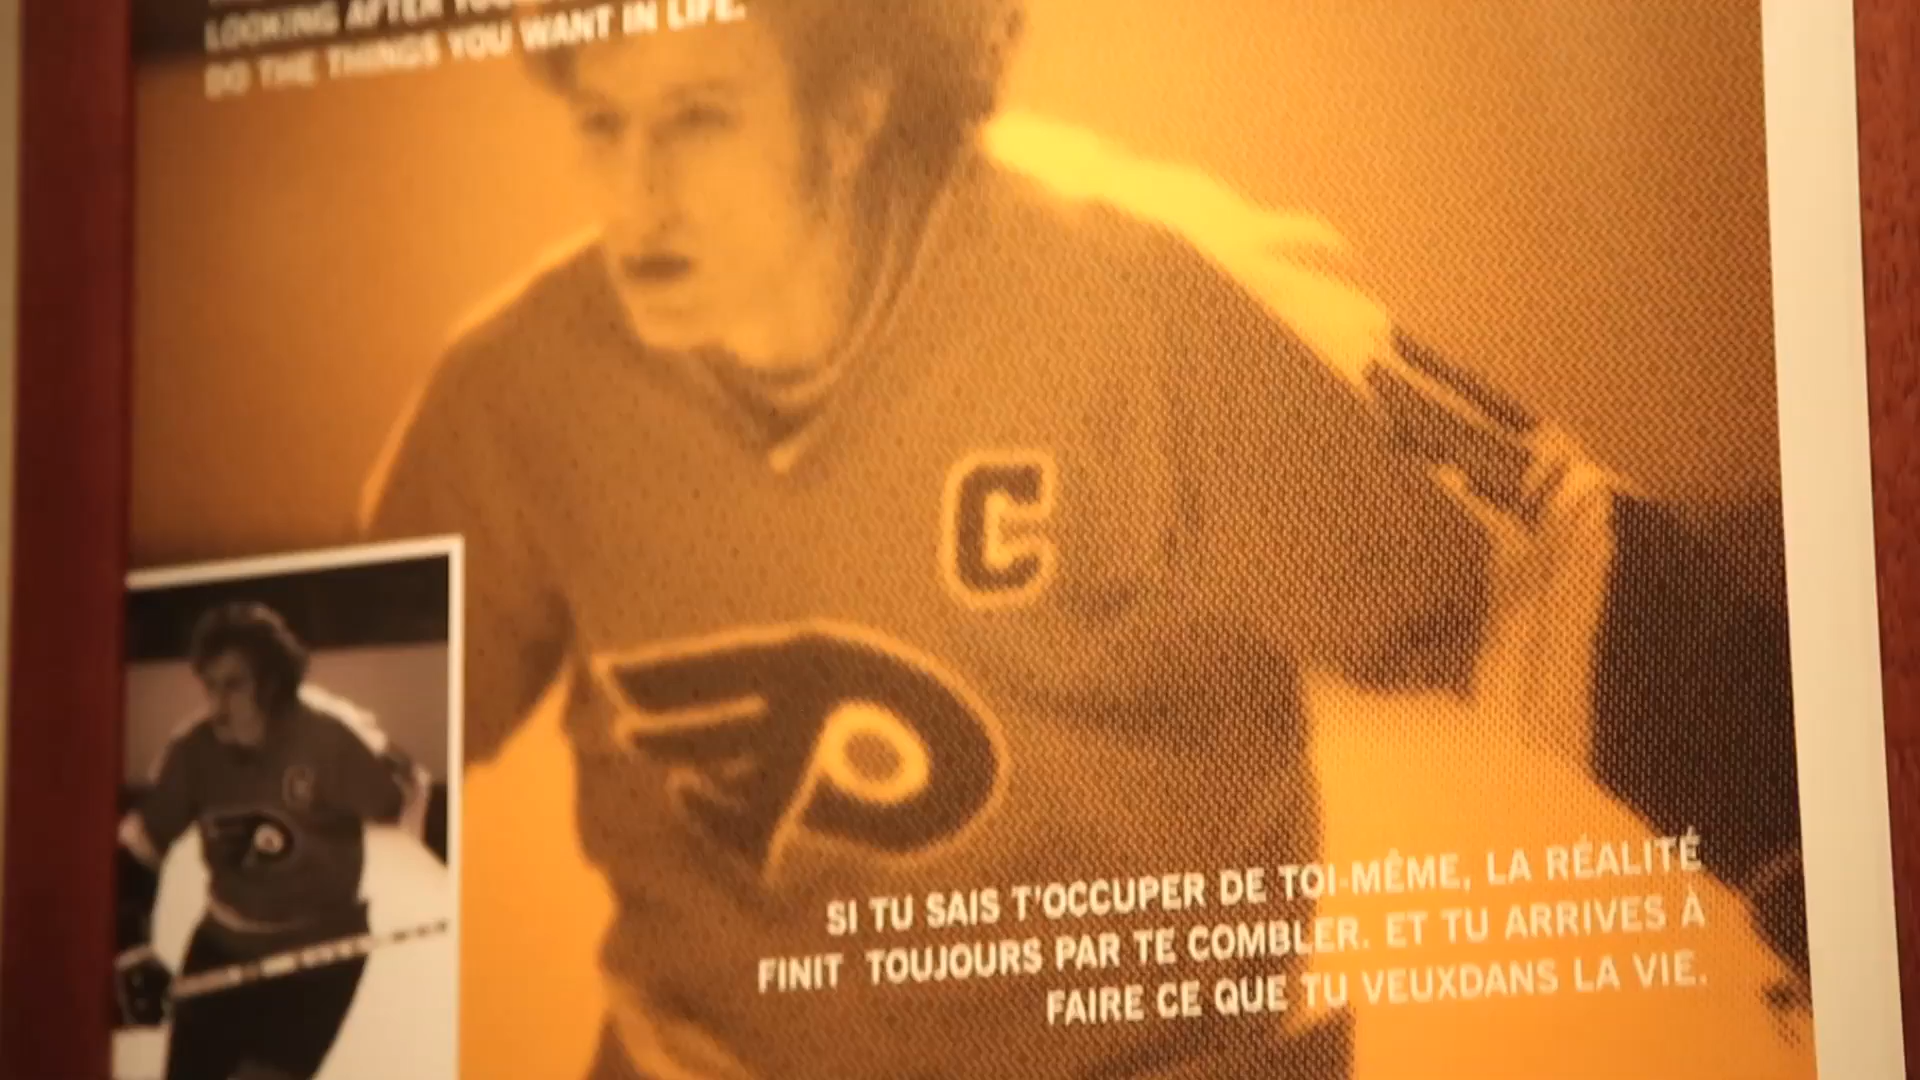 LOOKING AFTER
DO THE THINGS YOU WANT IN LIFE.
C
SI TU SAIS T'OCCUPER DE TOI-MÊME, LA RÉALITÉ
FINIT TOUJOURS PAR TE COMBLER. ET TU ARRIVES À
FAIRE CE QUE TU VEUXDANS LA VIE.